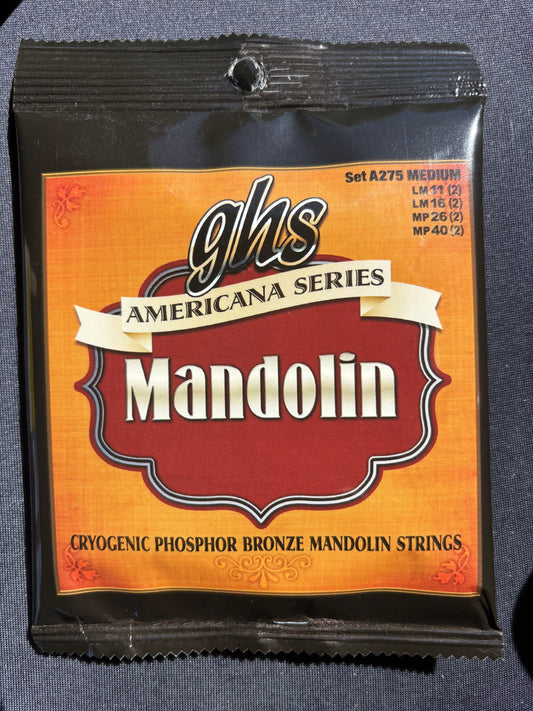 Set A275 MEDIUM
LM 11 (2)
LM 16 (2)
MP 26 (2)
MP 40 (2)
ghs
AMERICANA SERIES
Mandolin
CRYOGENIC PHOSPHOR BRONZE MANDOLIN STRINGS